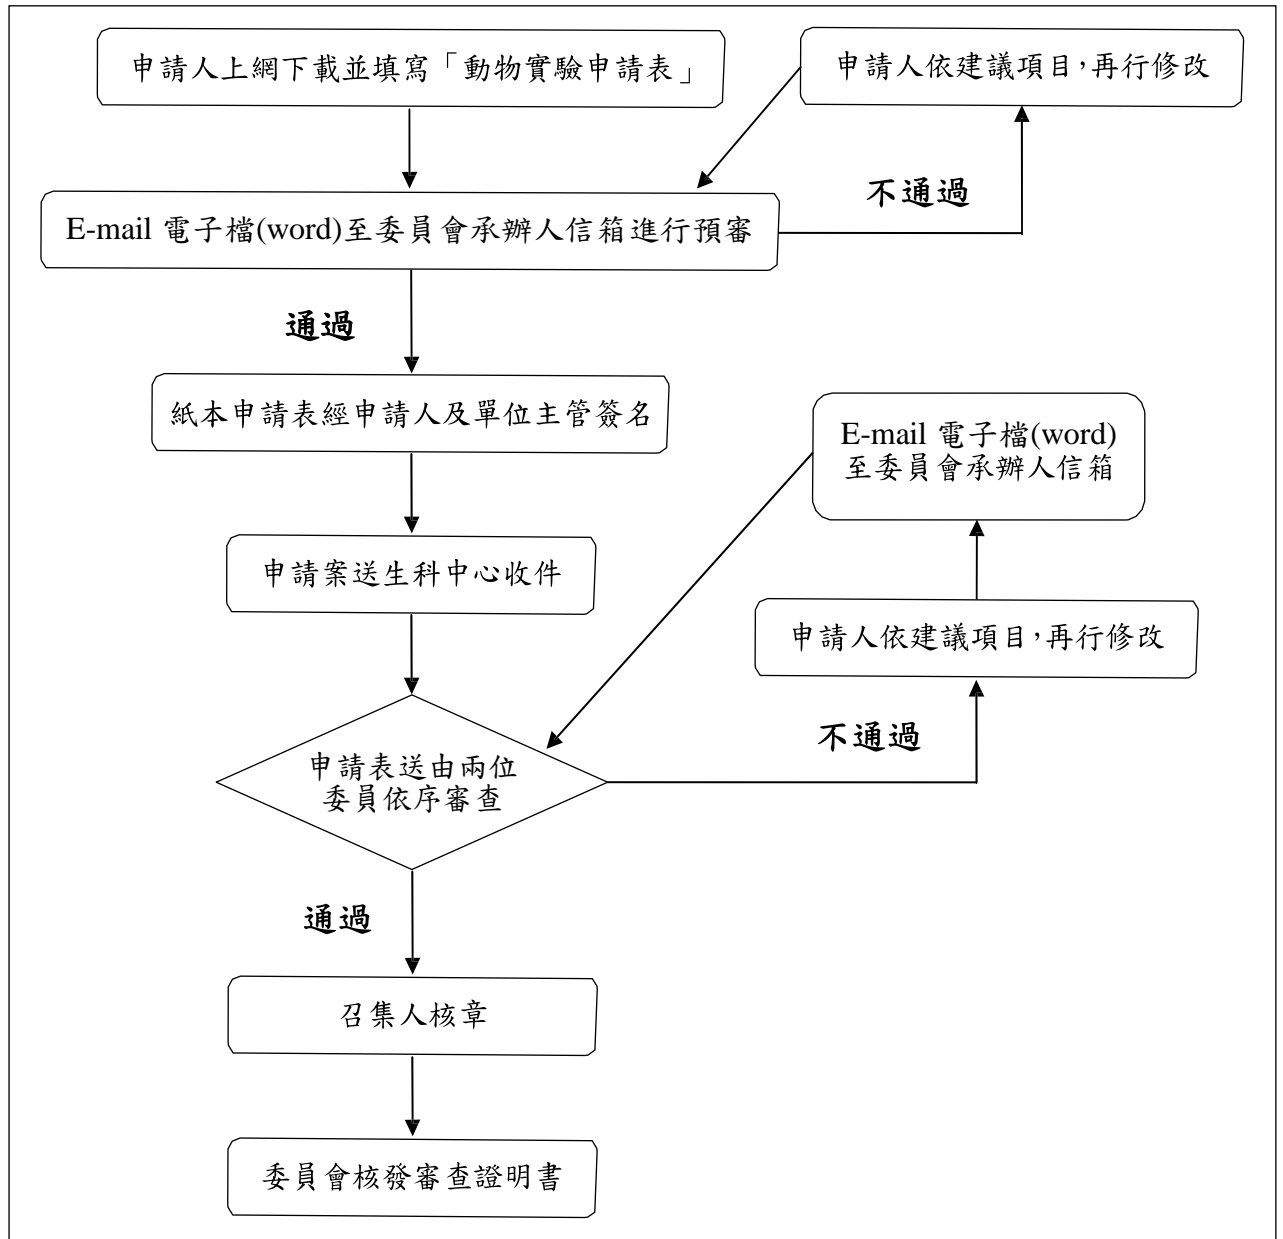 申請人上網下載並填寫「動物實驗申請表」
申請人依建議項目,再行修改
不通過
E-mail 電子檔(word)至委員會承辦人信箱進行預審
通過
紙本申請表經申請人及單位主管簽名
E-mail 電子檔(word)
至委員會承辦人信箱
申請案送生科中心收件
申請人依建議項目,再行修改
不通過
申請表送由兩位
委員依序審查
通過
召集人核章
委員會核發審查證明書